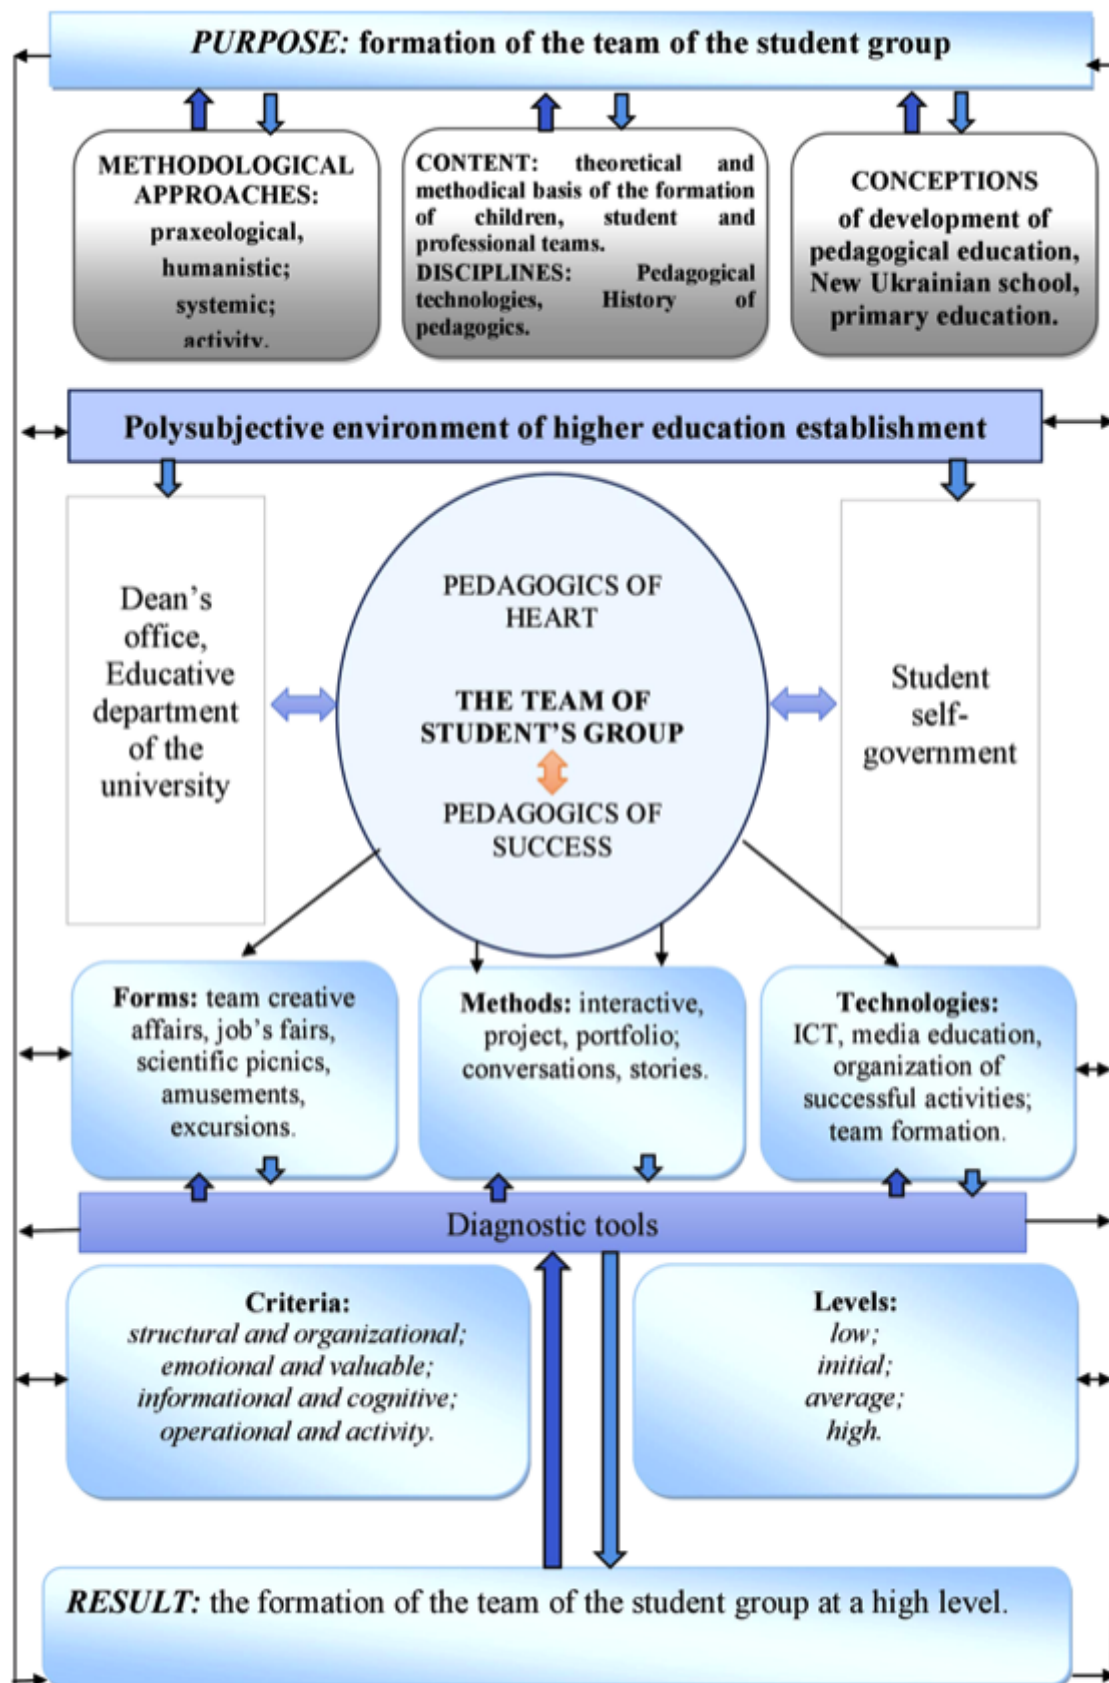 PURPOSE: formation of the team of the student group
METHODOLOGICAL
APPROACHES:
praxeological,
humanistic;
systemic;
activity.
CONTENT: theoretical and
methodical basis of the formation
of children, student and
professional teams.
DISCIPLINES: Pedagogical
technologies, History of
pedagogics.
CONCEPTIONS
of development of
pedagogical education,
New Ukrainian school,
primary education.
Polysubjective environment of higher education establishment
Dean’s
office,
Educative
department
of the
university
PEDAGOGICS OF
HEART
THE TEAM OF
STUDENT’S GROUP
PEDAGOGICS OF
SUCCESS
Student
self-
government
Forms: team creative
affairs, job’s fairs,
scientific picnics,
amusements,
excursions.
Methods: interactive,
project, portfolio;
conversations, stories.
Technologies:
ICT, media education,
organization of
successful activities;
team formation.
Diagnostic tools
Criteria:
structural and organizational;
emotional and valuable;
informational and cognitive;
operational and activity.
Levels:
low;
initial;
average;
high.
RESULT: the formation of the team of the student group at a high level.